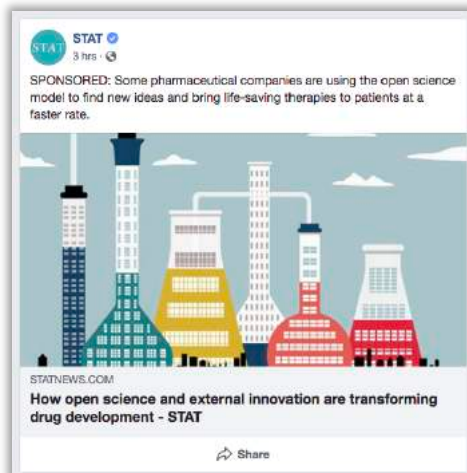 STAT
STAT
3 hrs ·
SPONSORED: Some pharmaceutical companies are using the open science
model to find new ideas and bring life-saving therapies to patients at a
faster rate.
STATNEWS.COM
How open science and external innovation are transforming
drug development - STAT
Share